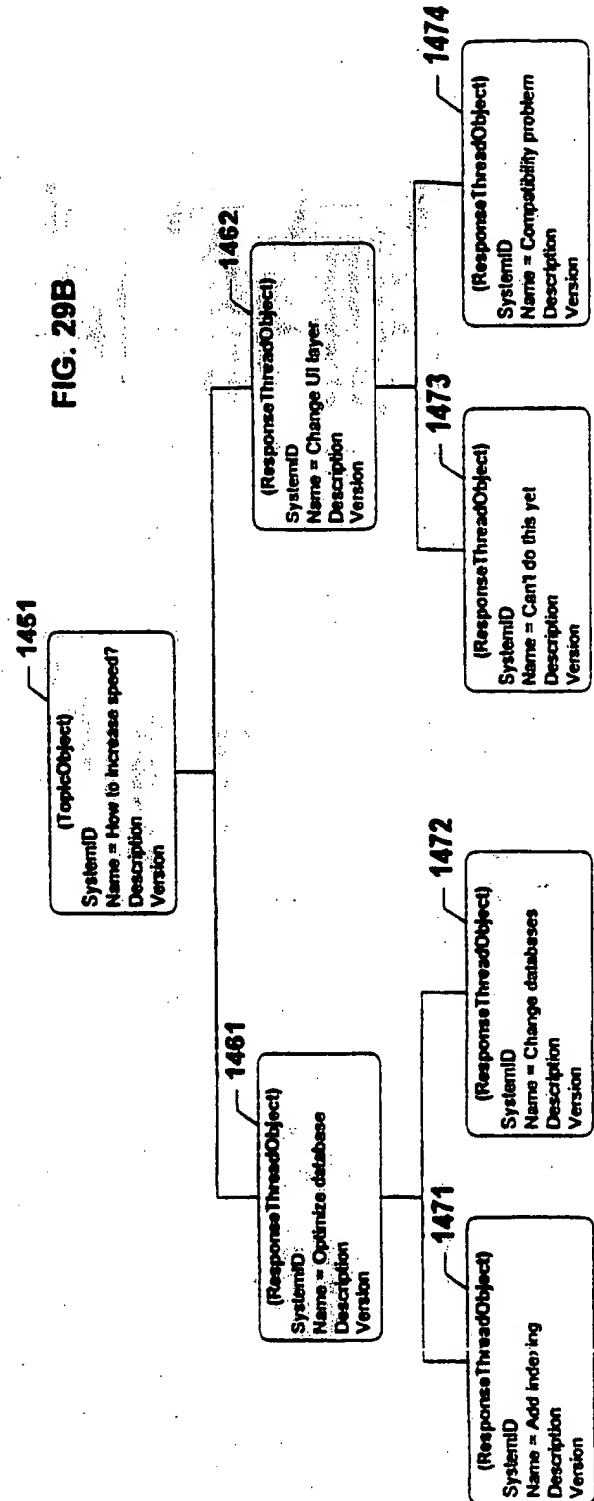 FIG. 29B
1451
(TopicObject)
SystemID
Name = How to increase speed?
Description
Version
1461
(ResponseThreadObject)
SystemID
Name = Optimize database
Description
Version
1462
(ResponseThreadObject)
SystemID
Name = Change UI layer
Description
Version
1471
(ResponseThreadObject)
SystemID
Name = Add indexing
Description
Version
1472
(ResponseThreadObject)
SystemID
Name = Change databases
Description
Version
1473
(ResponseThreadObject)
SystemID
Name = Can't do this yet
Description
Version
1474
(ResponseThreadObject)
SystemID
Name = Compatibility problem
Description
Version